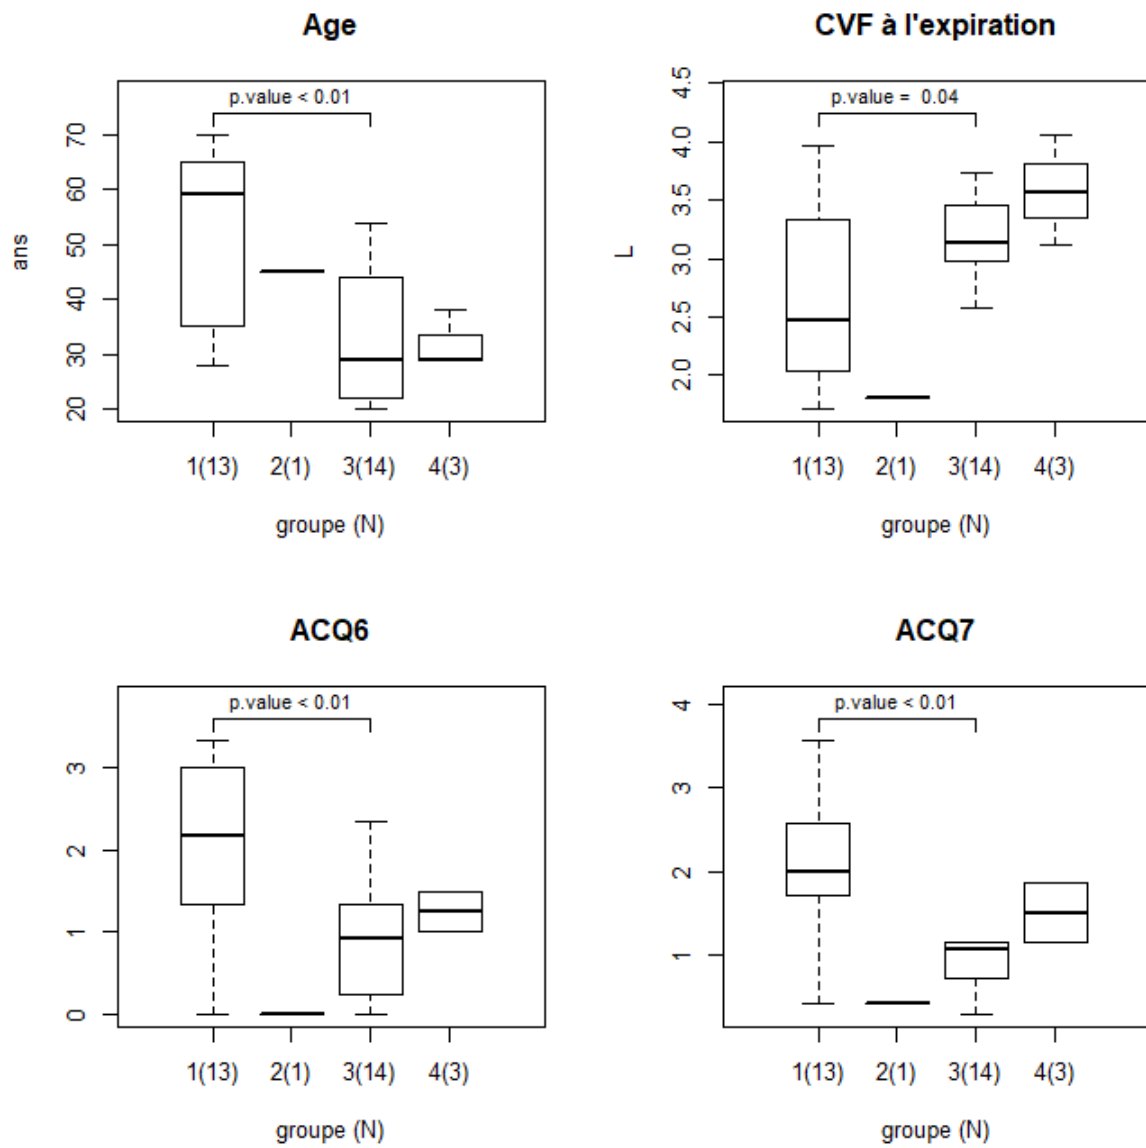 Age
p.value < 0.01
70
60
50
40
30
20
ans
1(13) 2(1) 3(14) 4(3)
groupe (N)
CVF à l'expiration
p.value = 0.04
4.5
4.0
3.5
3.0
2.5
2.0
L
1(13) 2(1) 3(14) 4(3)
groupe (N)
ACQ6
p.value < 0.01
3
2
1
0
1(13) 2(1) 3(14) 4(3)
groupe (N)
ACQ7
p.value < 0.01
4
3
2
1
1(13) 2(1) 3(14) 4(3)
groupe (N)